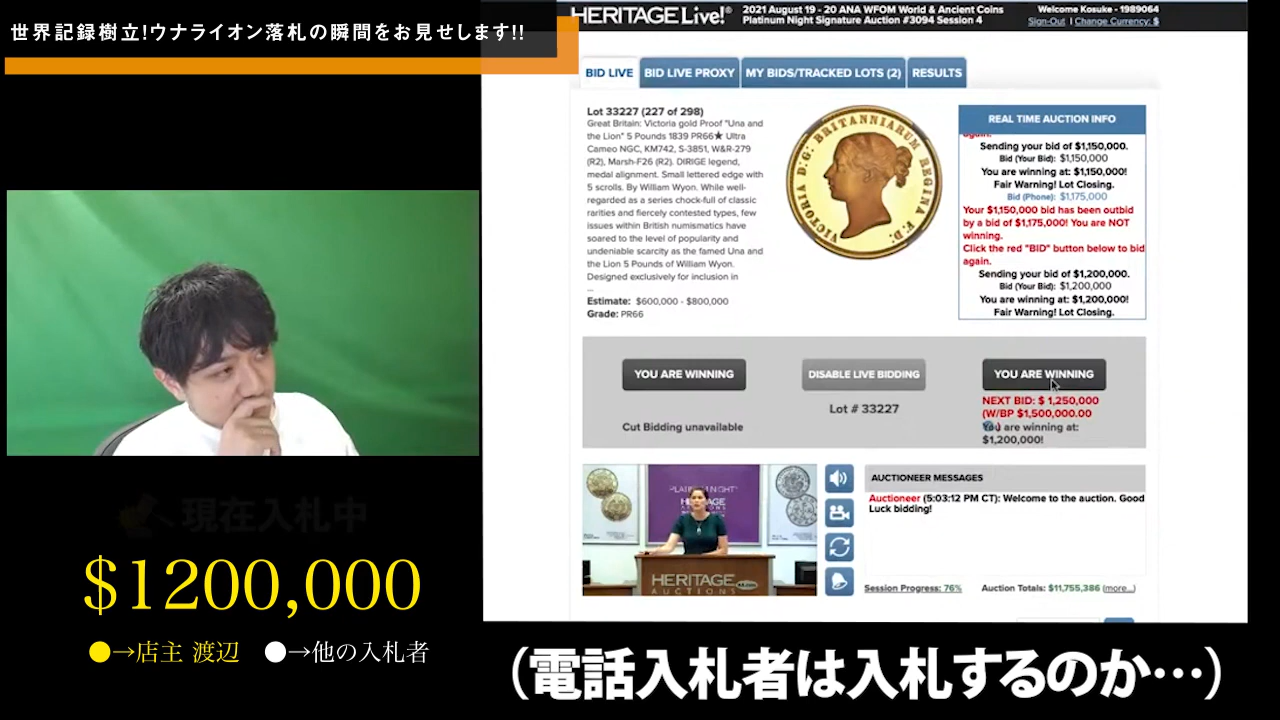 世界記録樹立!ウナライオン落札の瞬間をお見せします!!
HERITAGE Live!®
2021 August 19 - 20 ANA WFOM World & Ancient Coins
Platinum Night Signature Auction #3094 Session 4
Welcome Kosuke - 1989064
Sign-Out | Change Currency: $
BID LIVE
BID LIVE PROXY
MY BIDS/TRACKED LOTS (2)
RESULTS
Lot 33227 (227 of 298)
Great Britain: Victoria gold Proof "Una and
the Lion" 5 Pounds 1839 PR66★ Ultra
Cameo NGC, KM742, S-3851, W&R-279
(R2), Marsh-F26 (R2). DIRIGE legend,
medal alignment. Small lettered edge with
5 scrolls. By William Wyon. While well-
regarded as a series chock-full of classic
rarities and fiercely contested types, few
issues within British numismatics have
soared to the level of popularity and
undeniable scarcity as the famed Una and
the Lion 5 Pounds of William Wyon.
Designed exclusively for inclusion in
...
Estimate: $600,000 - $800,000
Grade: PR66
VICTORIA D: G: BRITANNIARUM REGINA F: D:
REAL TIME AUCTION INFO
again.
Sending your bid of $1,150,000.
Bid (Your Bid): $1,150,000
You are winning at: $1,150,000!
Fair Warning! Lot Closing.
Bid (Phone): $1,175,000
Your $1,150,000 bid has been outbid
by a bid of $1,175,000! You are NOT
winning.
Click the red "BID" button below to bid
again.
Sending your bid of $1,200,000.
Bid (Your Bid): $1,200,000
You are winning at: $1,200,000!
Fair Warning! Lot Closing.
YOU ARE WINNING
Cut Bidding unavailable
DISABLE LIVE BIDDING
Lot # 33227
YOU ARE WINNING
NEXT BID: $ 1,250,000
(W/BP $1,500,000.00
You are winning at:
$1,200,000!
PLATINUM NIGHT
HERITAGE
HERITAGE HA.COM
AUCTIONS
AUCTIONEER MESSAGES
Auctioneer (5:03:12 PM CT): Welcome to the auction. Good
Luck bidding!
Session Progress: 76%
Auction Totals: $11,755,386 (more...)
現在入札中
$1200,000
●→店主 渡辺 ●→他の入札者
（電話入札者は入札するのか…）